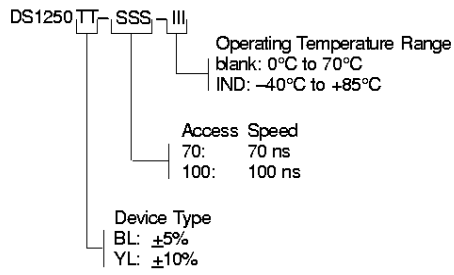 DS1250 TT – SSS – III
Operating Temperature Range
blank: 0°C to 70°C
IND: –40°C to +85°C
Access Speed
70: 70 ns
100: 100 ns
Device Type
BL: ±5%
YL: ±10%